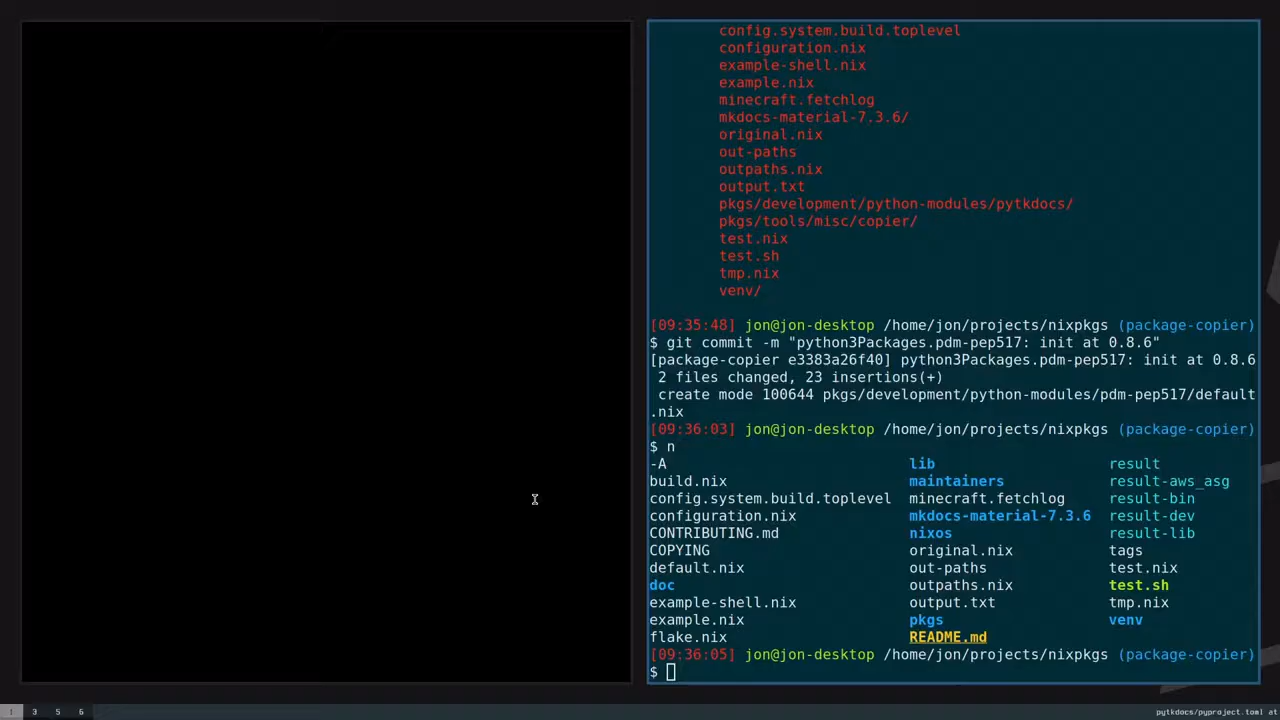 config.system.build.toplevel
configuration.nix
example-shell.nix
example.nix
minecraft.fetchlog
mkdocs-material-7.3.6/
original.nix
out-paths
outpaths.nix
output.txt
pkgs/development/python-modules/pytkdocs/
pkgs/tools/misc/copier/
test.nix
test.sh
tmp.nix
venv/
[09:35:48] jon@jon-desktop /home/jon/projects/nixpkgs (package-copier)
$ git commit -m "python3Packages.pdm-pep517: init at 0.8.6"
[package-copier e3383a26f40] python3Packages.pdm-pep517: init at 0.8.6
2 files changed, 23 insertions(+)
create mode 100644 pkgs/development/python-modules/pdm-pep517/default
.nix
[09:36:03] jon@jon-desktop /home/jon/projects/nixpkgs (package-copier)
$ n
-A lib result
build.nix maintainers result-aws_asg
config.system.build.toplevel minecraft.fetchlog result-bin
configuration.nix mkdocs-material-7.3.6 result-dev
CONTRIBUTING.md nixos result-lib
COPYING original.nix tags
default.nix out-paths test.nix
doc outpaths.nix test.sh
example-shell.nix output.txt tmp.nix
example.nix pkgs venv
flake.nix README.md
[09:36:05] jon@jon-desktop /home/jon/projects/nixpkgs (package-copier)
$
1 3 5 6 pytkdocs/pyproject.toml at